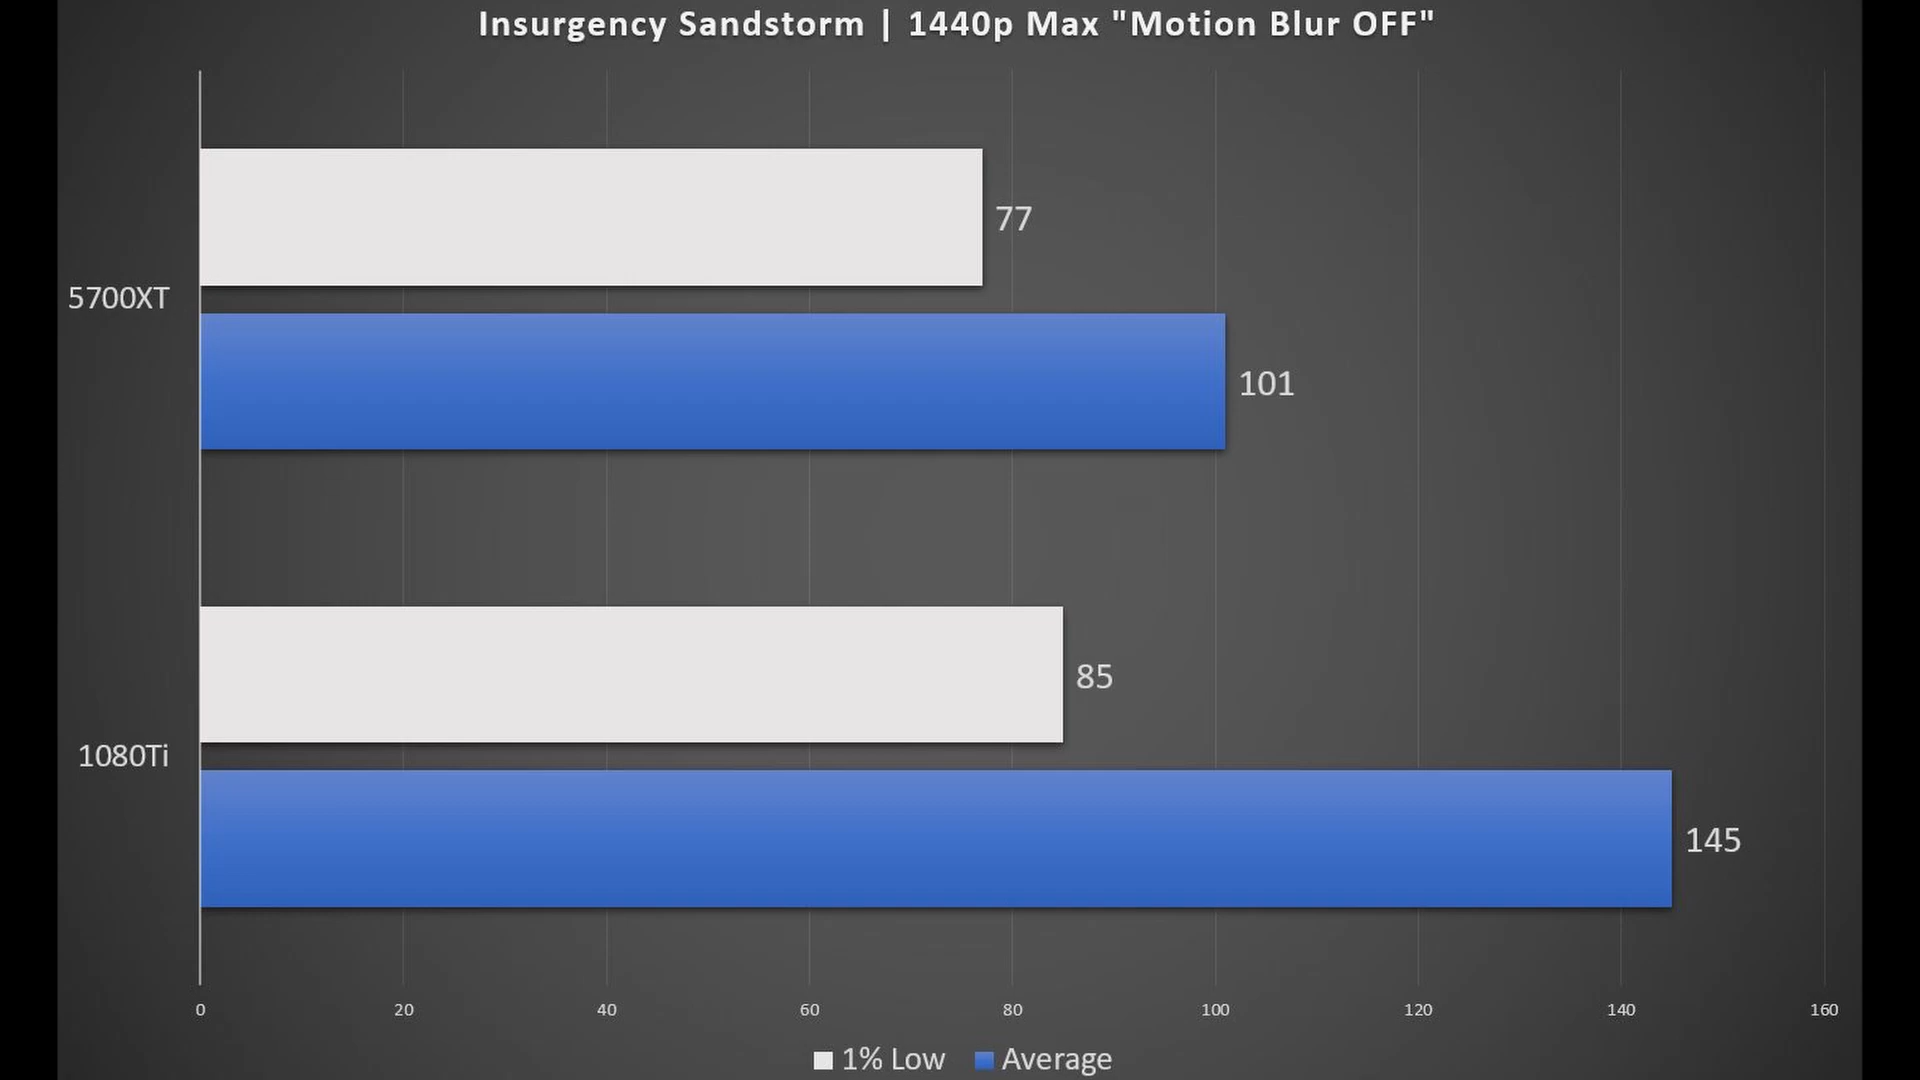 Insurgency Sandstorm | 1440p Max "Motion Blur OFF"
77
5700XT
101
85
1080Ti
145
0 20 40 60 80 100 120 140 160
1% Low Average